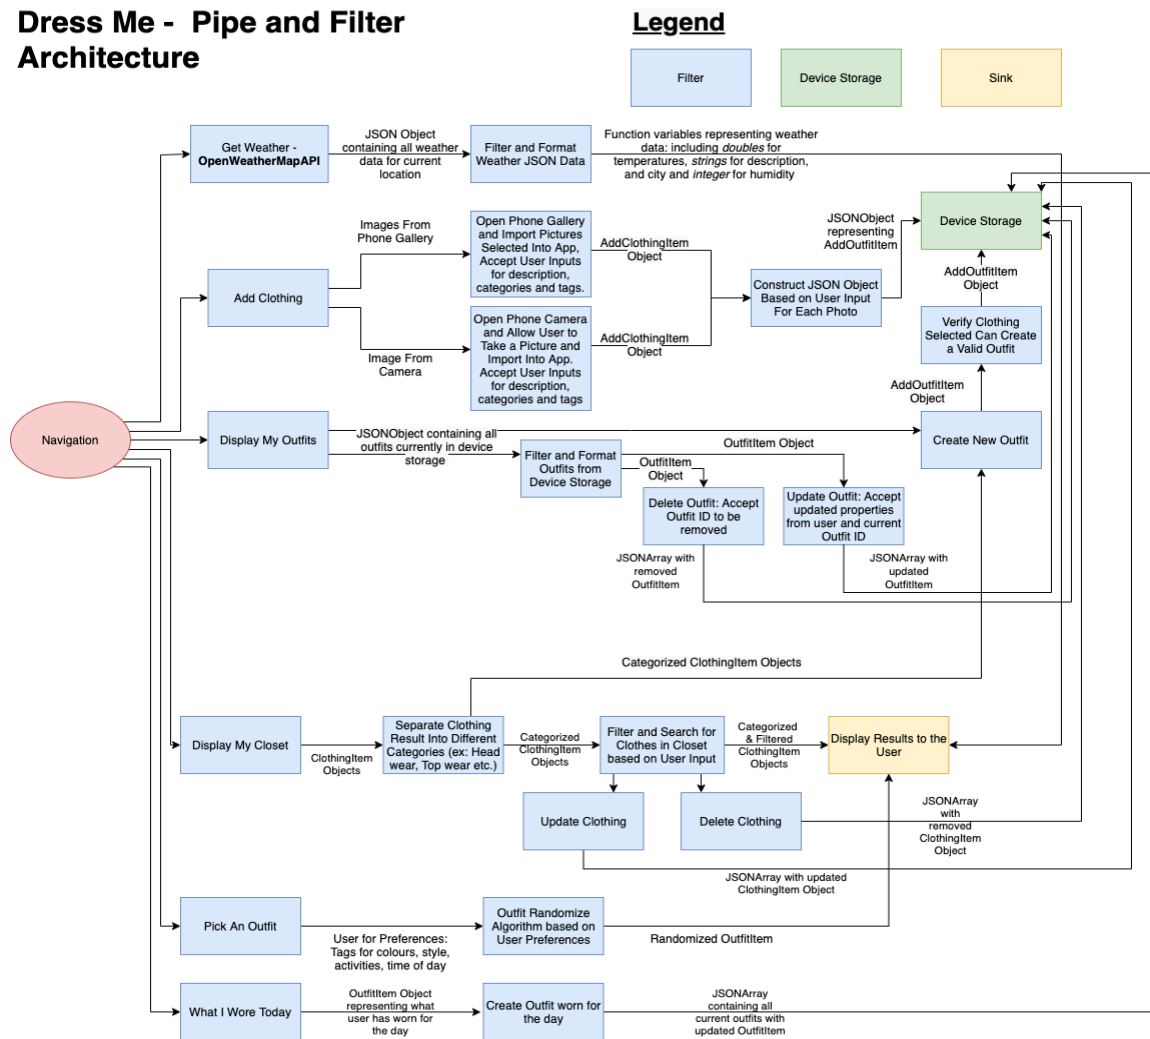 Dress Me -  Pipe and Filter
Architecture
Legend
Filter
Device Storage
Sink
Get Weather -
OpenWeatherMapAPI
JSON Object
containing all weather
data for current
location
Filter and Format
Weather JSON Data
Function variables representing weather
data: including doubles for
temperatures, strings for description,
and city and integer for humidity
Images From
Phone Gallery
Open Phone Gallery
and Import Pictures
Selected Into App,
Accept User Inputs
for description,
categories and tags.
AddClothingItem
Object
JSONObject
representing
AddOutfitItem
Device Storage
Add Clothing
Construct JSON Object
Based on User Input
For Each Photo
AddOutfitItem
Object
Image From
Camera
Open Phone Camera
and Allow User to
Take a Picture and
Import Into App.
Accept User Inputs
for description,
categories and tags
AddClothingItem
Object
Verify Clothing
Selected Can Create
a Valid Outfit
AddOutfitItem
Object
Navigation
Display My Outfits
JSONObject containing all
outfits currently in device
storage
Filter and Format
Outfits from
Device Storage
OutfitItem Object
OutfitItem
Object
Create New Outfit
Delete Outfit: Accept
Outfit ID to be
removed
Update Outfit: Accept
updated properties
from user and current
Outfit ID
JSONArray with
removed
OutfitItem
JSONArray with
updated
OutfitItem
Categorized ClothingItem Objects
Display My Closet
ClothingItem
Objects
Separate Clothing
Result Into Different
Categories (ex: Head
wear, Top wear etc.)
Categorized
ClothingItem
Objects
Filter and Search for
Clothes in Closet
based on User Input
Categorized
& Filtered
ClothingItem
Objects
Display Results to the
User
Update Clothing
Delete Clothing
JSONArray
with
removed
ClothingItem
Object
JSONArray with updated
ClothingItem Object
Pick An Outfit
User for Preferences:
Tags for colours, style,
activities, time of day
Outfit Randomize
Algorithm based on
User Preferences
Randomized OutfitItem
What I Wore Today
OutfitItem Object
representing what
user has worn for
the day
Create Outfit worn for
the day
JSONArray
containing all
current outfits with
updated OutfitItem